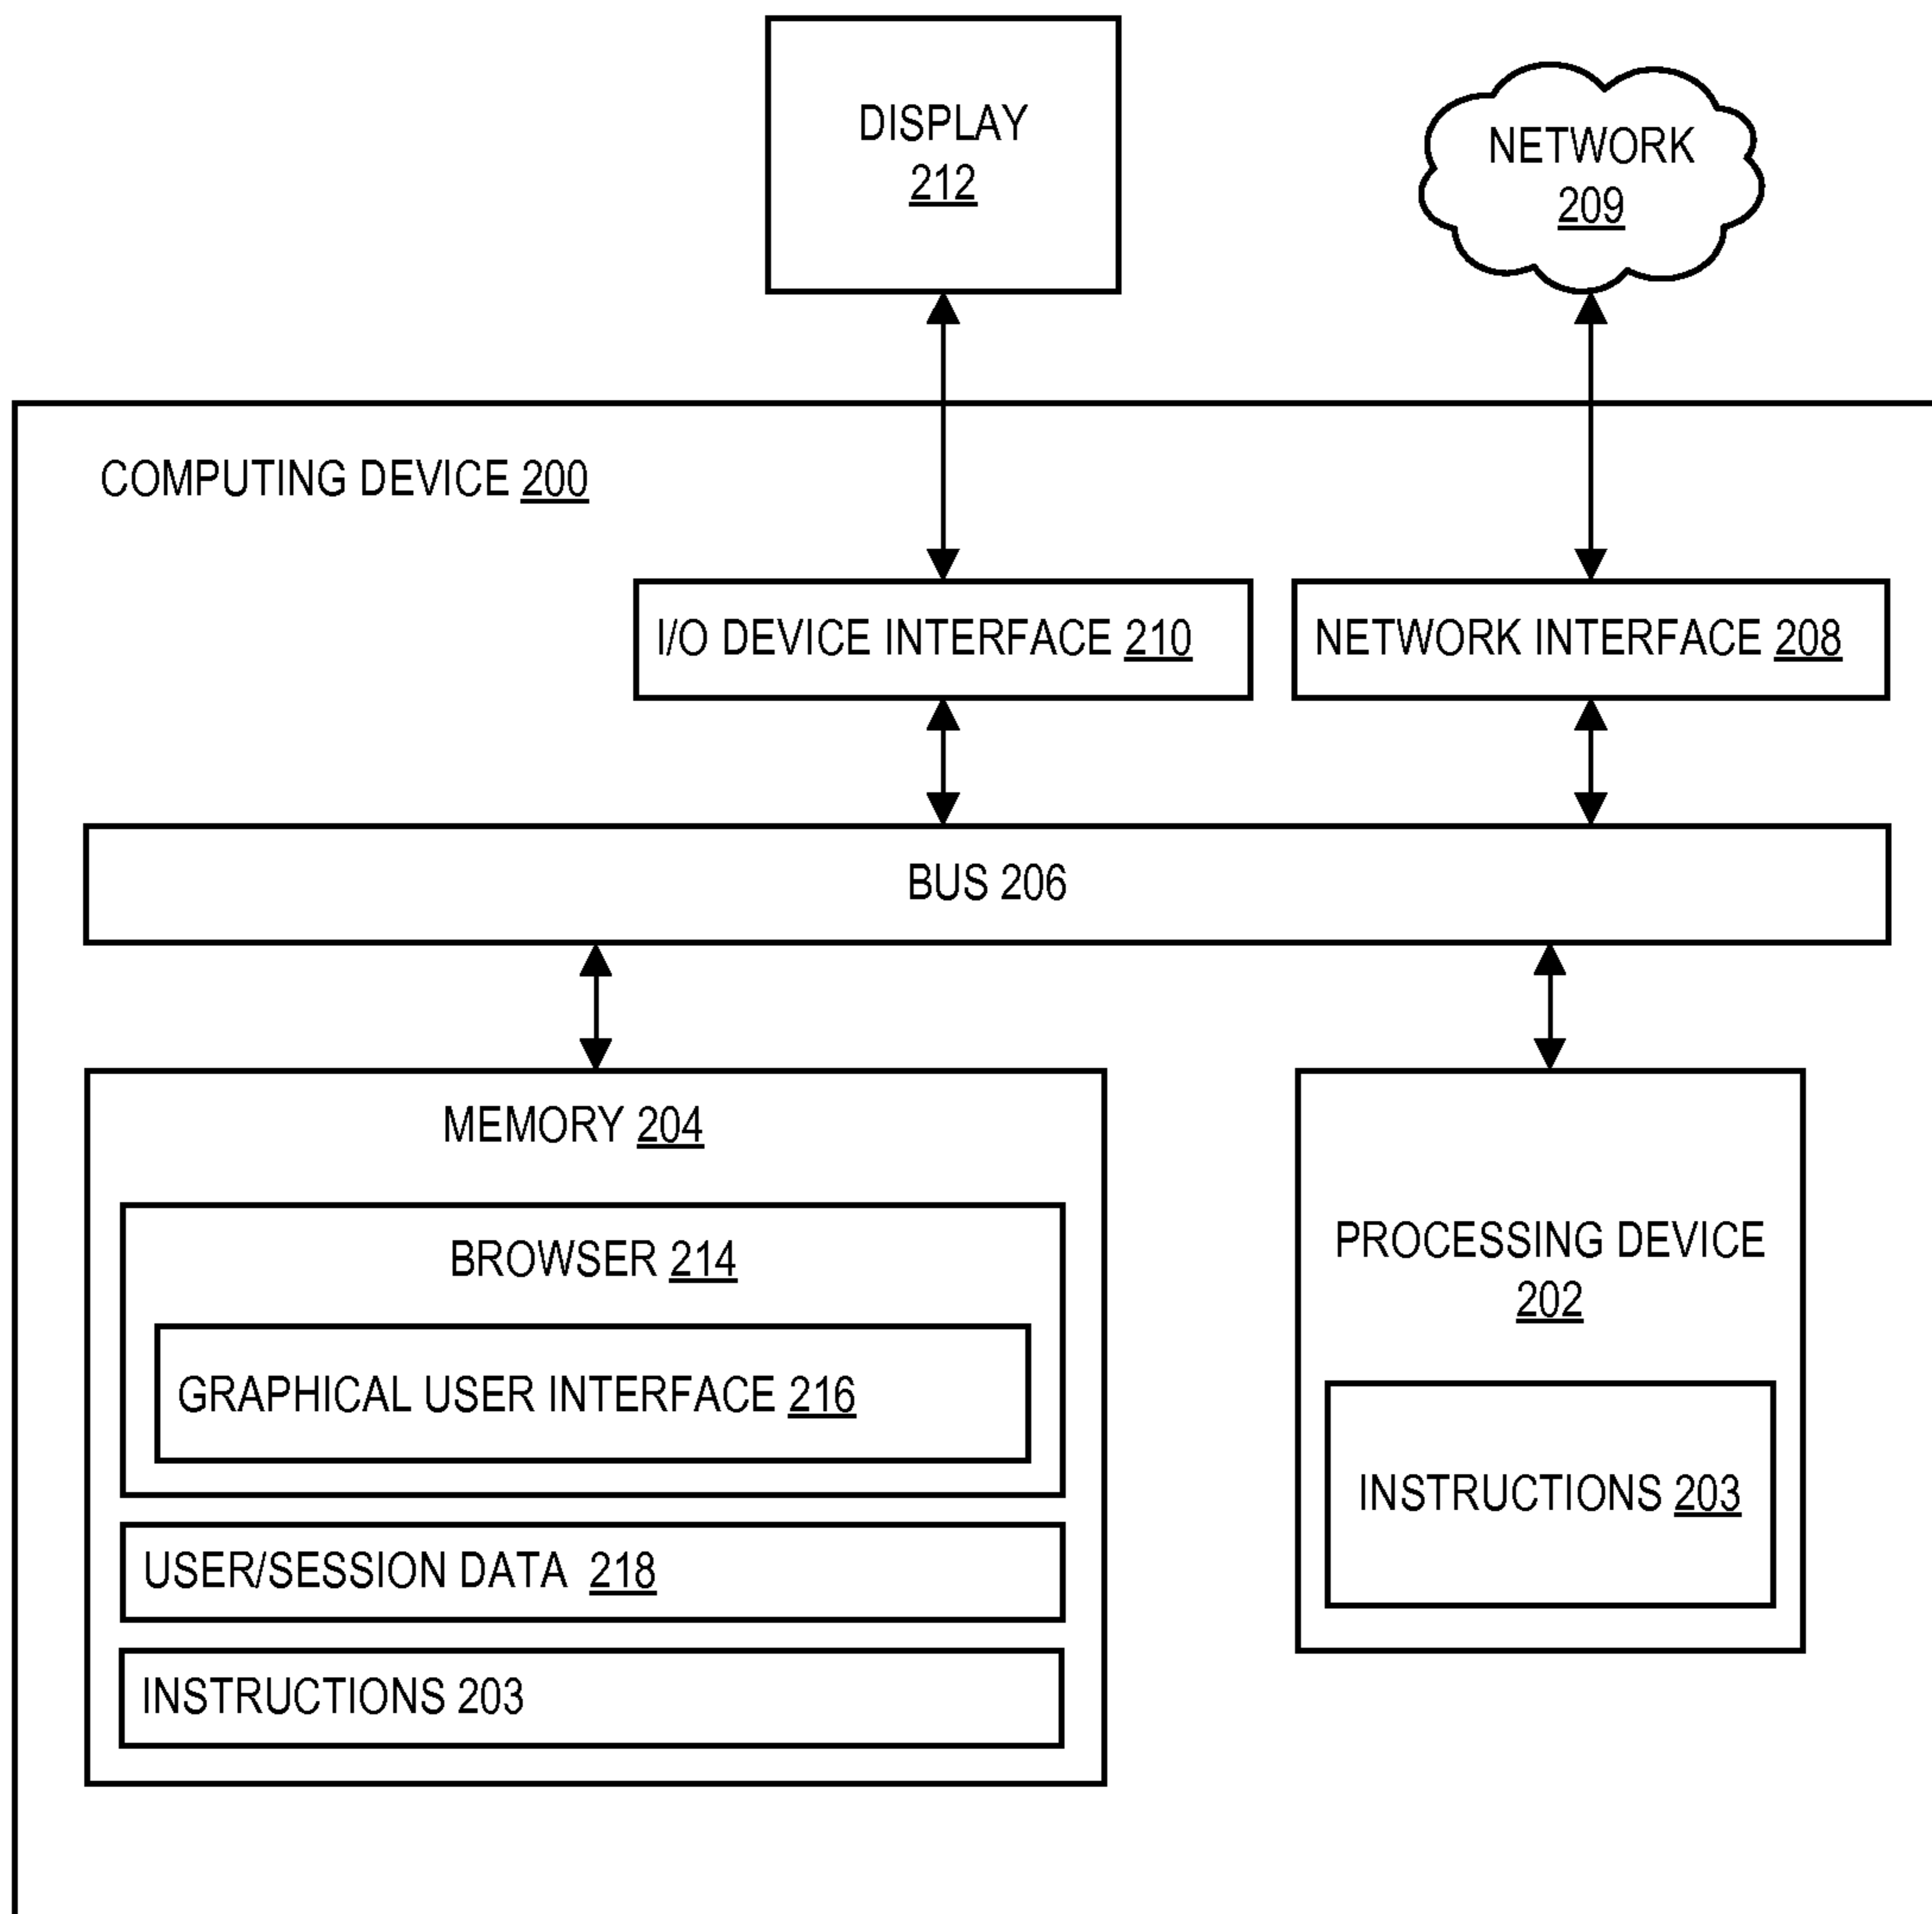 DISPLAY
212
NETWORK
209
COMPUTING DEVICE 200
I/O DEVICE INTERFACE 210
NETWORK INTERFACE 208
BUS 206
MEMORY 204
BROWSER 214
GRAPHICAL USER INTERFACE 216
USER/SESSION DATA 218
INSTRUCTIONS 203
PROCESSING DEVICE
202
INSTRUCTIONS 203